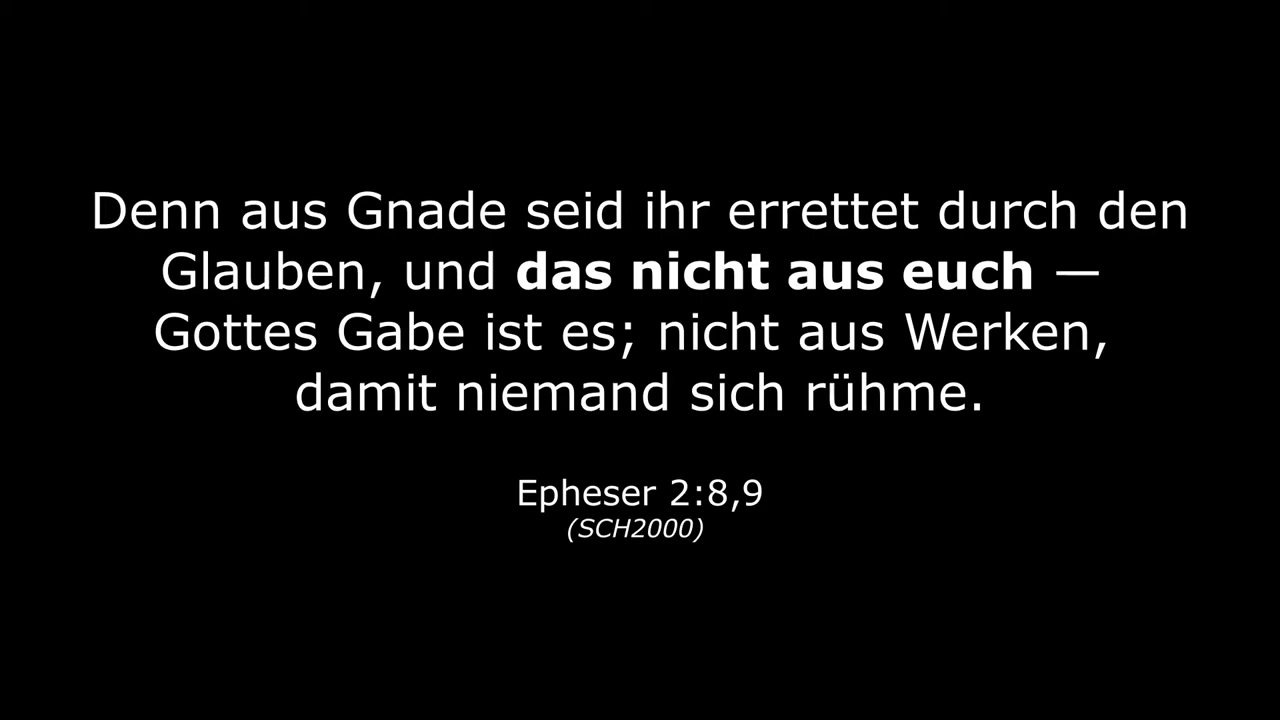 Denn aus Gnade seid ihr errettet durch den
Glauben, und das nicht aus euch —
Gottes Gabe ist es; nicht aus Werken,
damit niemand sich rühme.
Epheser 2:8,9
(SCH2000)